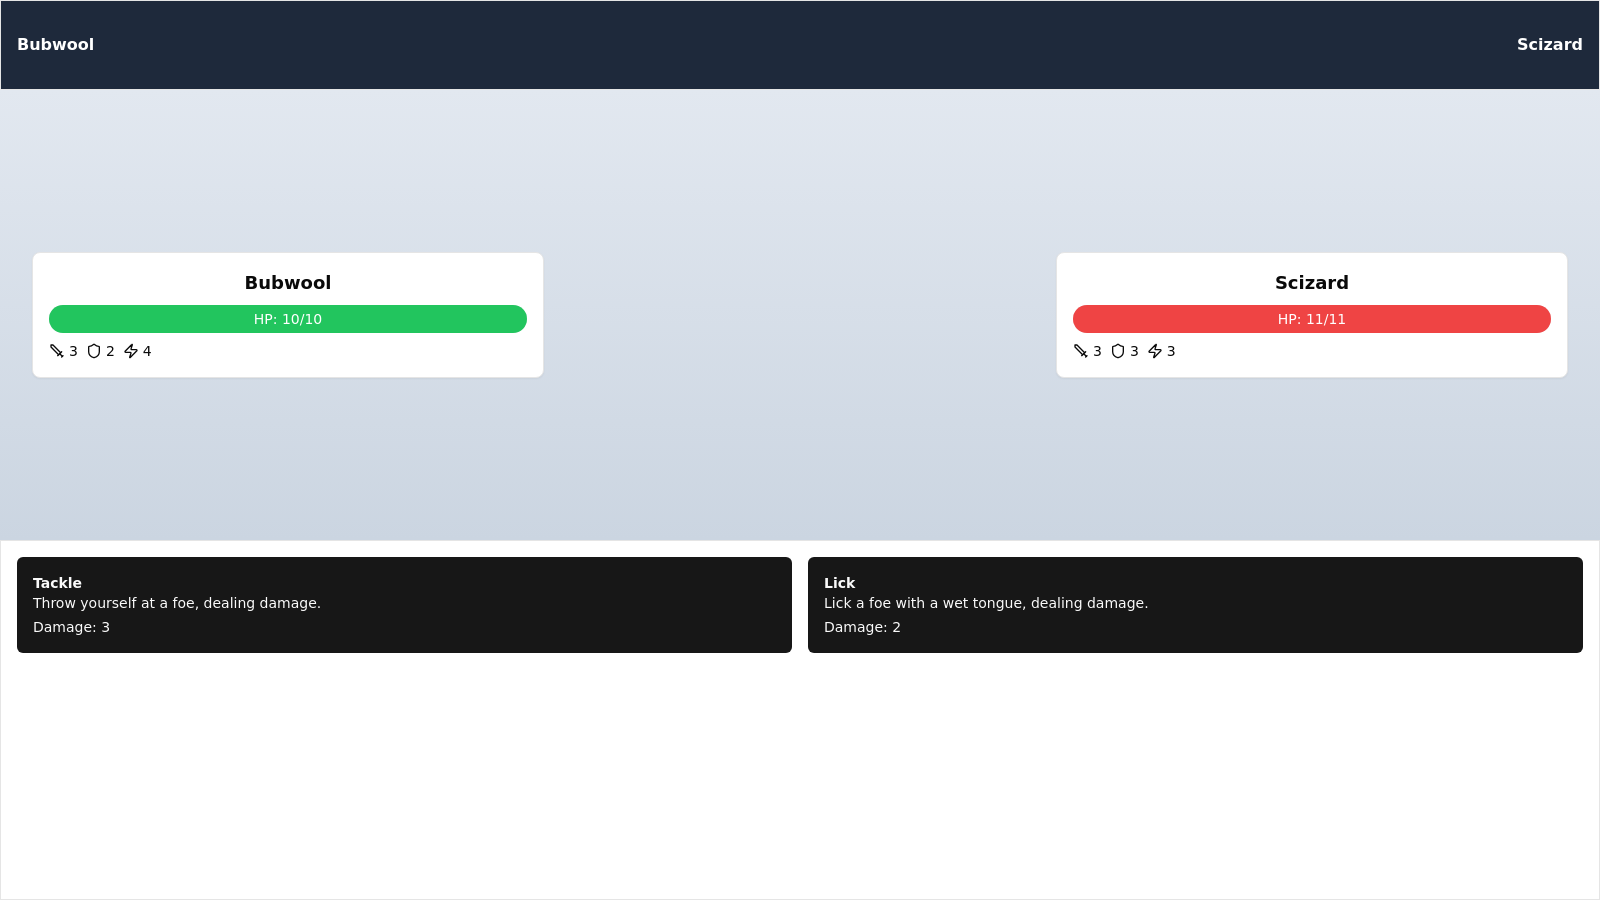 Bubwool
Scizard
Bubwool
HP: 10/10
3 2 4
Scizard
HP: 11/11
3 3 3
Tackle
Throw yourself at a foe, dealing damage.
Damage: 3
Lick
Lick a foe with a wet tongue, dealing damage.
Damage: 2